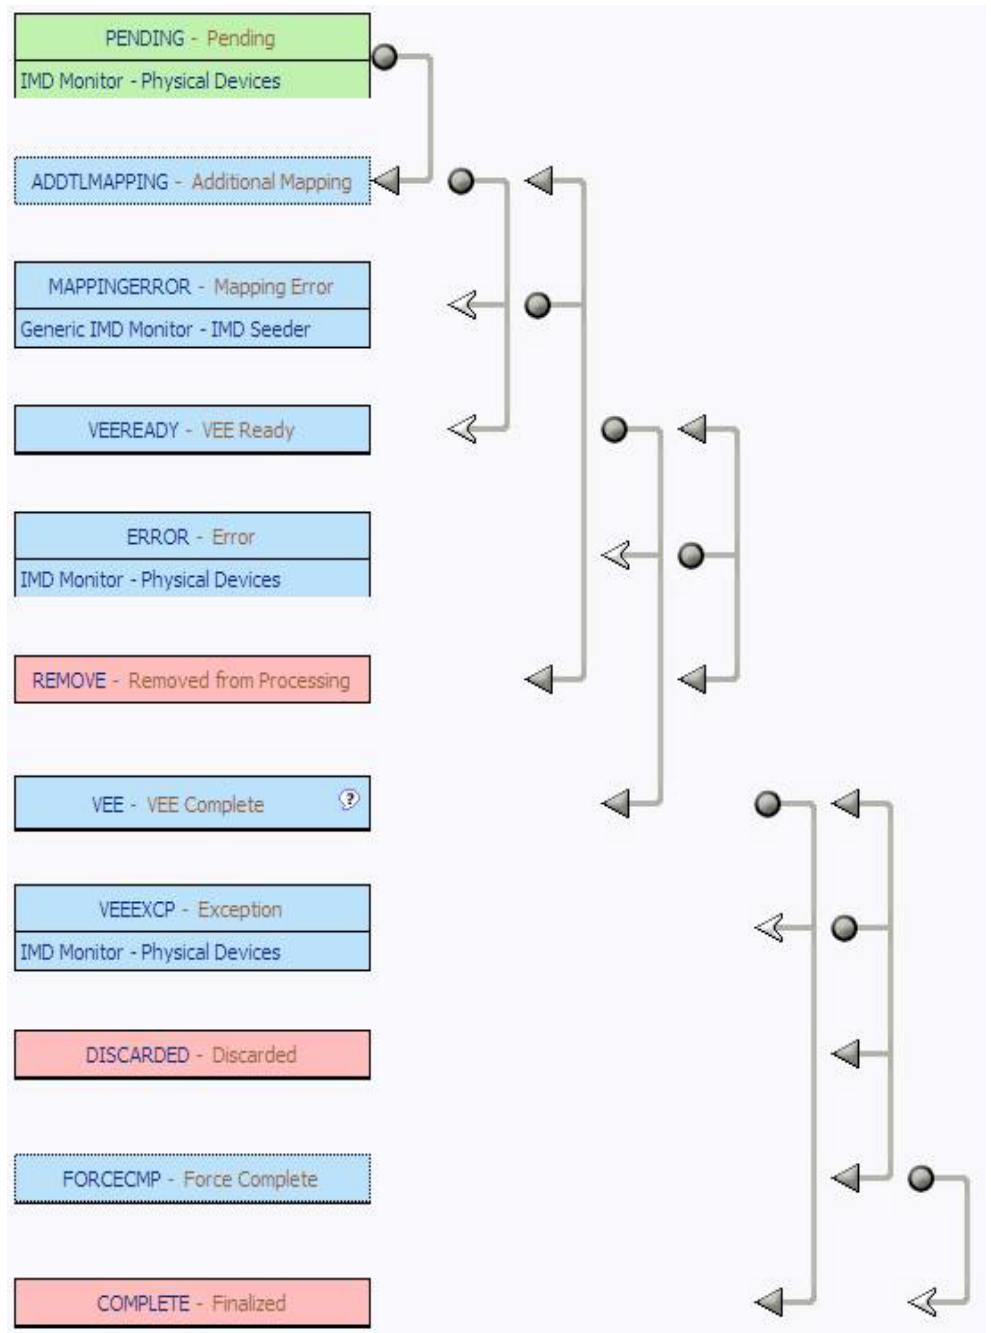 PENDING - Pending
IMD Monitor - Physical Devices
ADDTLMAPPING - Additional Mapping
MAPPINGERROR - Mapping Error
Generic IMD Monitor - IMD Seeder
VEEREADY - VEE Ready
ERROR - Error
IMD Monitor - Physical Devices
REMOVE - Removed from Processing
VEE - VEE Complete ?
VEEEXCP - Exception
IMD Monitor - Physical Devices
DISCARDED - Discarded
FORCECMP - Force Complete
COMPLETE - Finalized